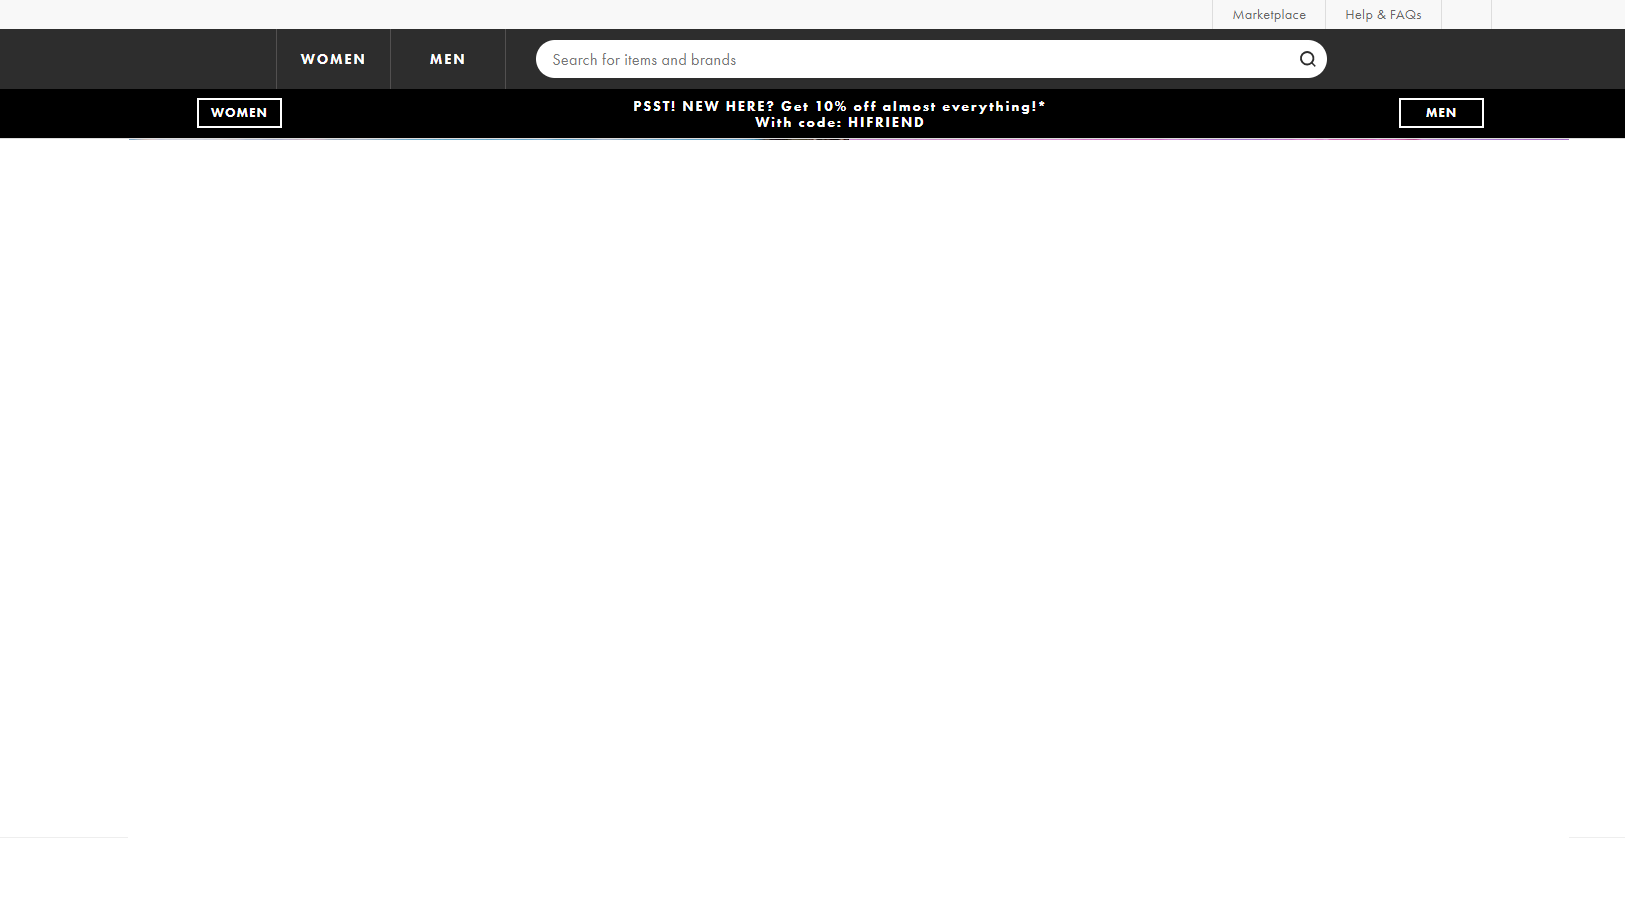 Marketplace
Help & FAQs
WOMEN
MEN
Search for items and brands
WOMEN
PSST! NEW HERE? Get 10% off almost everything!*
With code: HIFRIEND
MEN